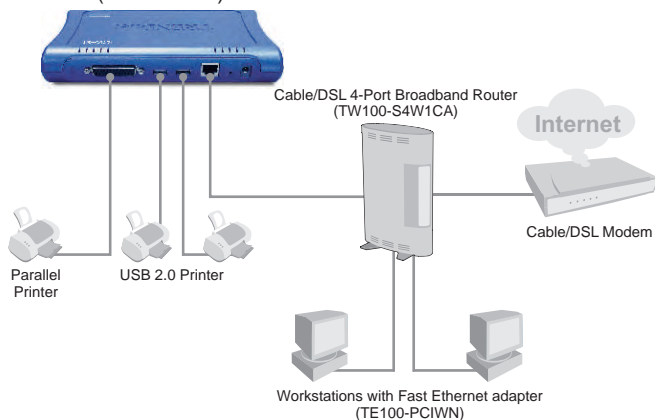 Cable/DSL 4-Port Broadband Router
(TW100-S4W1CA)
Internet
Cable/DSL Modem
Parallel
Printer
USB 2.0 Printer
Workstations with Fast Ethernet adapter
(TE100-PCIWN)